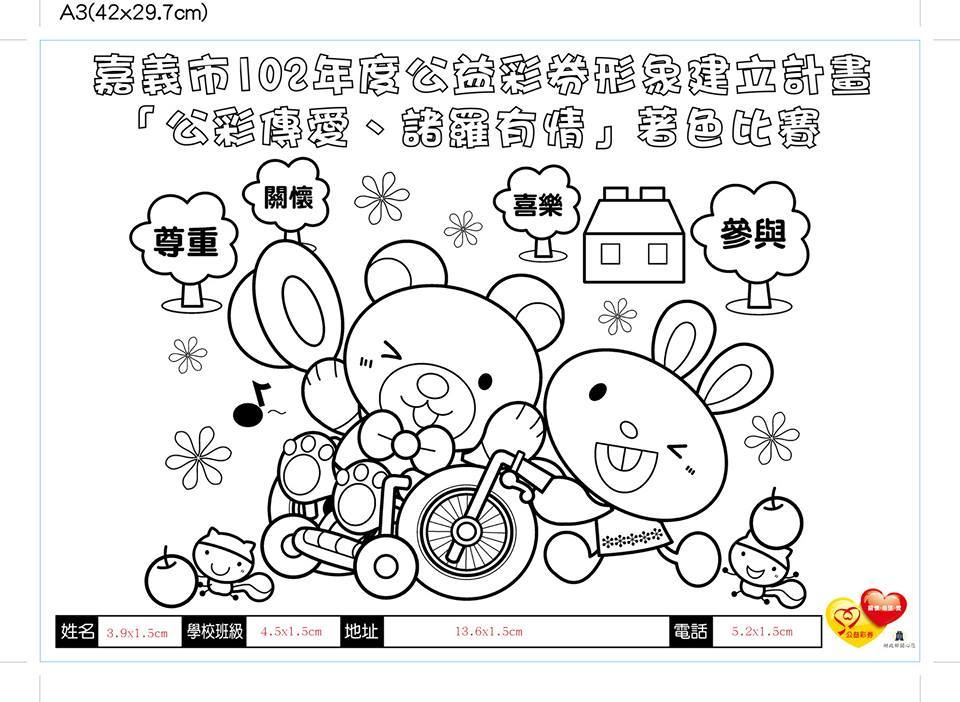 A3(42x29.7cm)
嘉義市102年度公益彩券形象建立計畫
「公彩傳愛、諸羅有情」著色比賽
尊重
關懷
喜樂
參與
姓名 3.9x1.5cm 學校班級 4.5x1.5cm 地址 13.6x1.5cm 電話 5.2x1.5cm
公益彩券